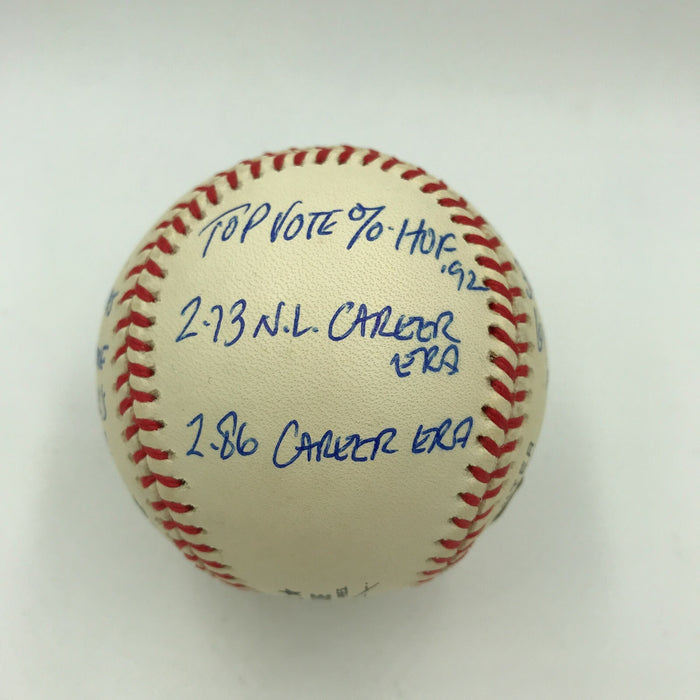 TOP VOTE % HOF
'92
2.73 N.L. CAREER
ERA
2.86 CAREER ERA